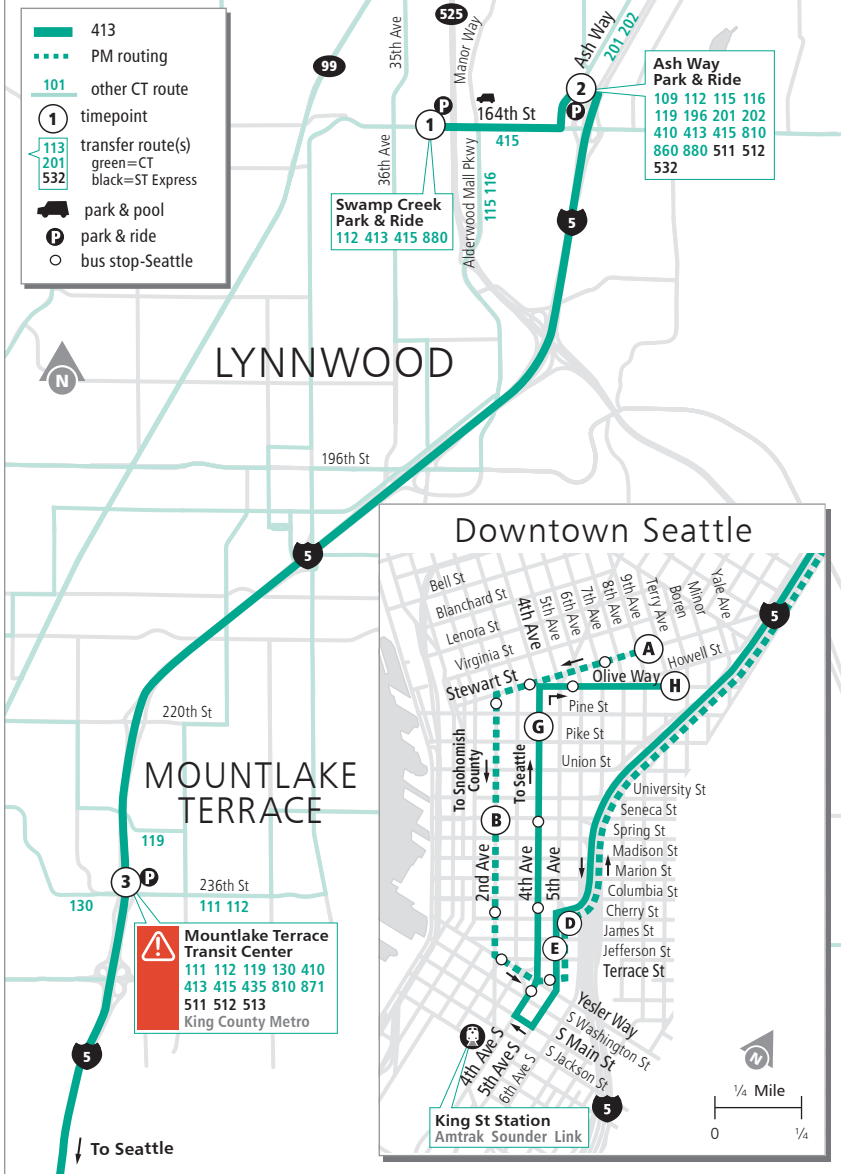 413
PM routing
101
other CT route
1
timepoint
113
201
532
transfer route(s)
green=CT
black=ST Express
park & pool
P
park & ride
bus stop-Seattle
99
525
35th Ave
Manor Way
36th Ave
Alderwood Mall Pkwy
115 116
Ash Way
201 202
P
1
164th St
415
2
P
Ash Way
Park & Ride
109 112 115 116
119 196 201 202
410 413 415 810
860 880 511 512
532
Swamp Creek
Park & Ride
112 413 415 880
5
N
LYNNWOOD
196th St
5
220th St
MOUNTLAKE
TERRACE
119
3
P
236th St
130
111 112
Mountlake Terrace
Transit Center
111 112 119 130 410
413 415 435 810 871
511 512 513
King County Metro
5
To Seattle
Downtown Seattle
Bell St
Blanchard St
Lenora St
Virginia St
Stewart St
4th Ave
5th Ave
6th Ave
7th Ave
8th Ave
9th Ave
Terry Ave
Boren
Minor
Yale Ave
5
A
Howell St
Olive Way
H
Pine St
G
Pike St
Union St
To Snohomish
County
To Seattle
University St
Seneca St
Spring St
Madison St
Marion St
Columbia St
Cherry St
James St
Jefferson St
Terrace St
B
2nd Ave
4th Ave
5th Ave
D
E
Yesler Way
S Washington St
S Main St
S Jackson St
4th Ave S
5th Ave S
6th Ave S
5
King St Station
Amtrak Sounder Link
N
¼ Mile
0
¼